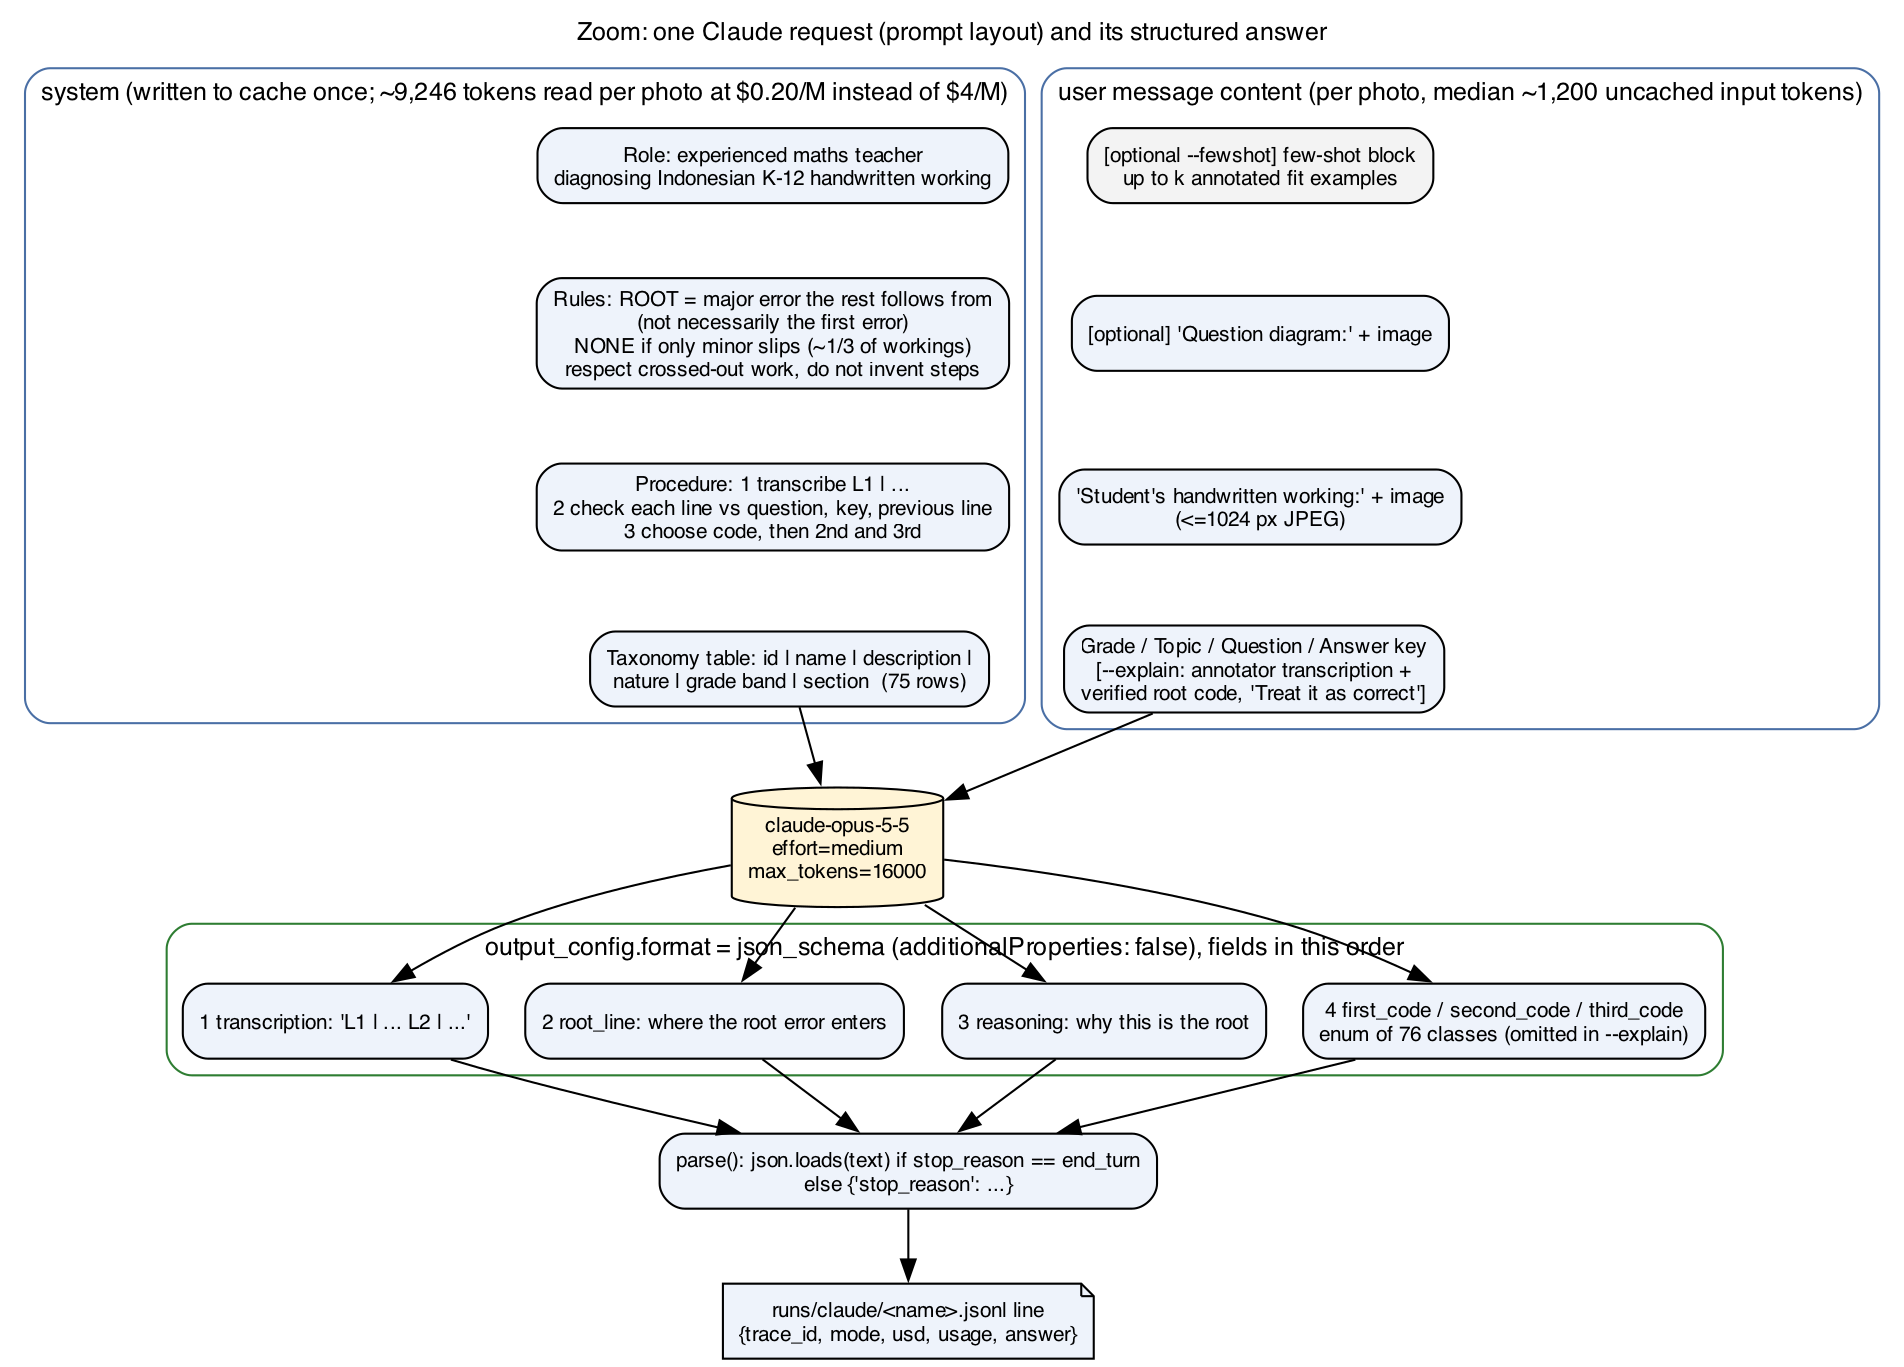 Zoom: one Claude request (prompt layout) and its structured answer
system (written to cache once; ~9,246 tokens read per photo at $0.20/M instead of $4/M)
Role: experienced maths teacher
diagnosing Indonesian K-12 handwritten working
Rules: ROOT = major error the rest follows from
(not necessarily the first error)
NONE if only minor slips (~1/3 of workings)
respect crossed-out work, do not invent steps
Procedure: 1 transcribe L1 | ...
2 check each line vs question, key, previous line
3 choose code, then 2nd and 3rd
Taxonomy table: id | name | description |
nature | grade band | section  (75 rows)
user message content (per photo, median ~1,200 uncached input tokens)
[optional --fewshot] few-shot block
up to k annotated fit examples
[optional] 'Question diagram:' + image
'Student's handwritten working:' + image
(<=1024 px JPEG)
Grade / Topic / Question / Answer key
[--explain: annotator transcription +
verified root code, 'Treat it as correct']
claude-opus-5-5
effort=medium
max_tokens=16000
output_config.format = json_schema (additionalProperties: false), fields in this order
1 transcription: 'L1 | ... L2 | ...'
2 root_line: where the root error enters
3 reasoning: why this is the root
4 first_code / second_code / third_code
enum of 76 classes (omitted in --explain)
parse(): json.loads(text) if stop_reason == end_turn
else {'stop_reason': ...}
runs/claude/<name>.jsonl line
{trace_id, mode, usd, usage, answer}